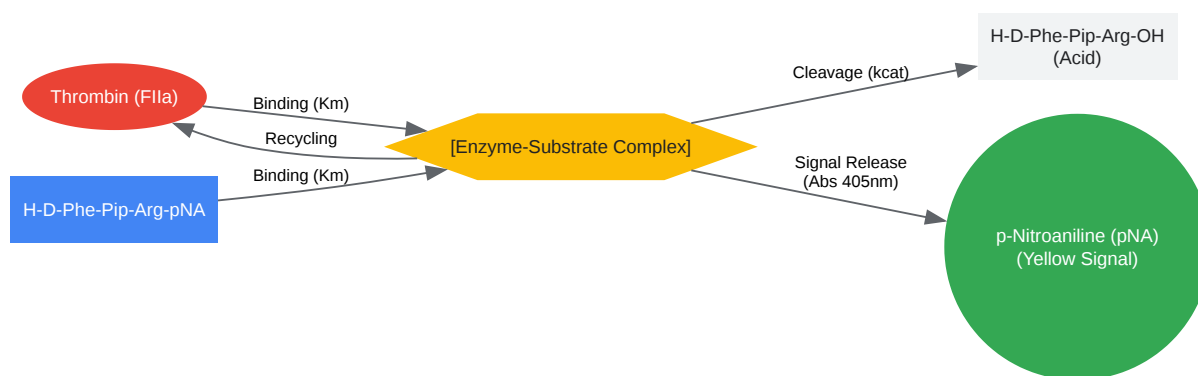 Thrombin (FIIa)
Binding (Km)
Recycling
H-D-Phe-Pip-Arg-pNA
Binding (Km)
[Enzyme-Substrate Complex]
Cleavage (kcat)
H-D-Phe-Pip-Arg-OH
(Acid)
Signal Release
(Abs 405nm)
p-Nitroaniline (pNA)
(Yellow Signal)